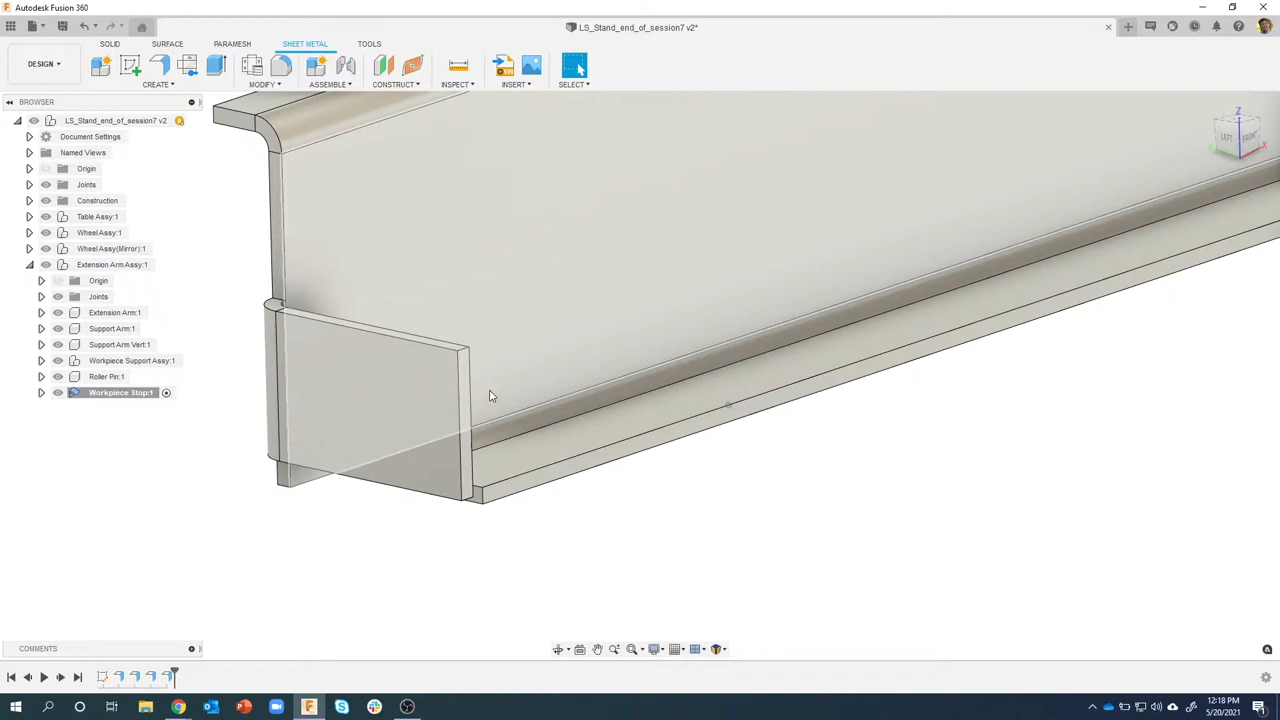 Autodesk Fusion 360
LS_Stand_end_of_session7 v2*
SOLID SURFACE PARAMESH SHEET METAL TOOLS
DESIGN
CREATE MODIFY ASSEMBLE CONSTRUCT INSPECT INSERT SELECT
BROWSER
LS_Stand_end_of_session7 v2
Document Settings
Named Views
Origin
Joints
Construction
Table Assy:1
Wheel Assy:1
Wheel Assy(Mirror):1
Extension Arm Assy:1
Origin
Joints
Extension Arm:1
Support Arm:1
Support Arm Vert:1
Workpiece Support Assy:1
Roller Pin:1
Workpiece Stop:1
Z
LEFT FRONT
X
COMMENTS
12:18 PM
5/20/2021